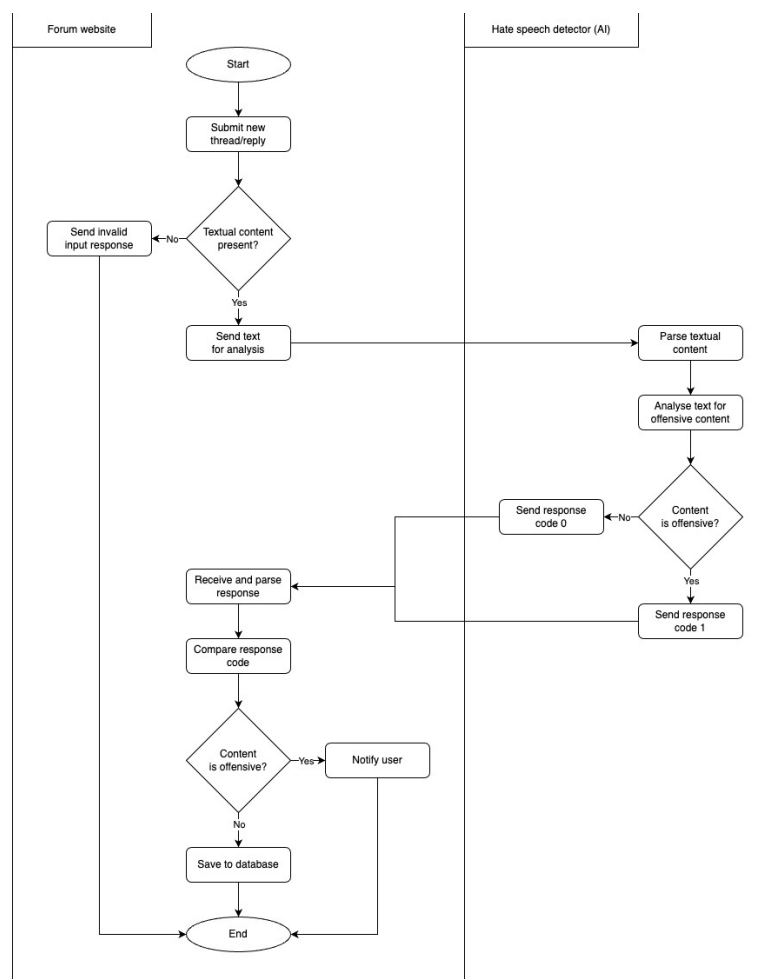 Forum website
Hate speech detector (AI)
Start
Submit new
thread/reply
Textual content
present?
No
Send invalid
input response
Yes
Send text
for analysis
Parse textual
content
Analyse text for
offensive content
Content
is offensive?
No
Send response
code 0
Yes
Send response
code 1
Receive and parse
response
Compare response
code
Content
is offensive?
Yes
Notify user
No
Save to database
End